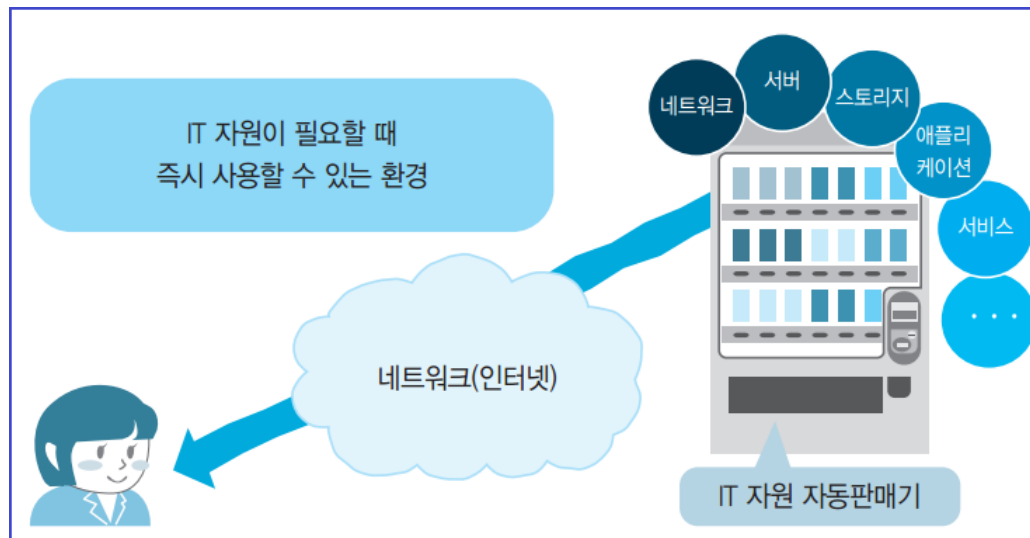 IT 자원이 필요할 때
즉시 사용할 수 있는 환경
네트워크
서버
스토리지
애플리
케이션
서비스
...
네트워크(인터넷)
IT 자원 자동판매기